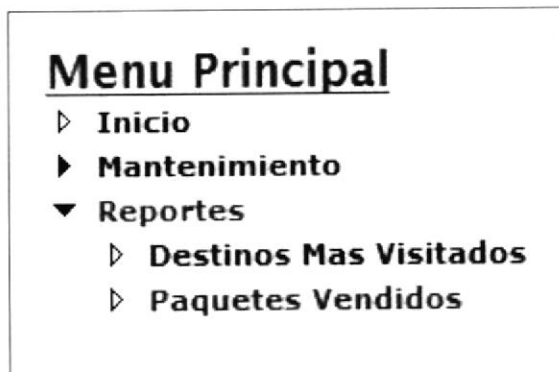 Menu Principal
Inicio
Mantenimiento
Reportes
Destinos Mas Visitados
Paquetes Vendidos